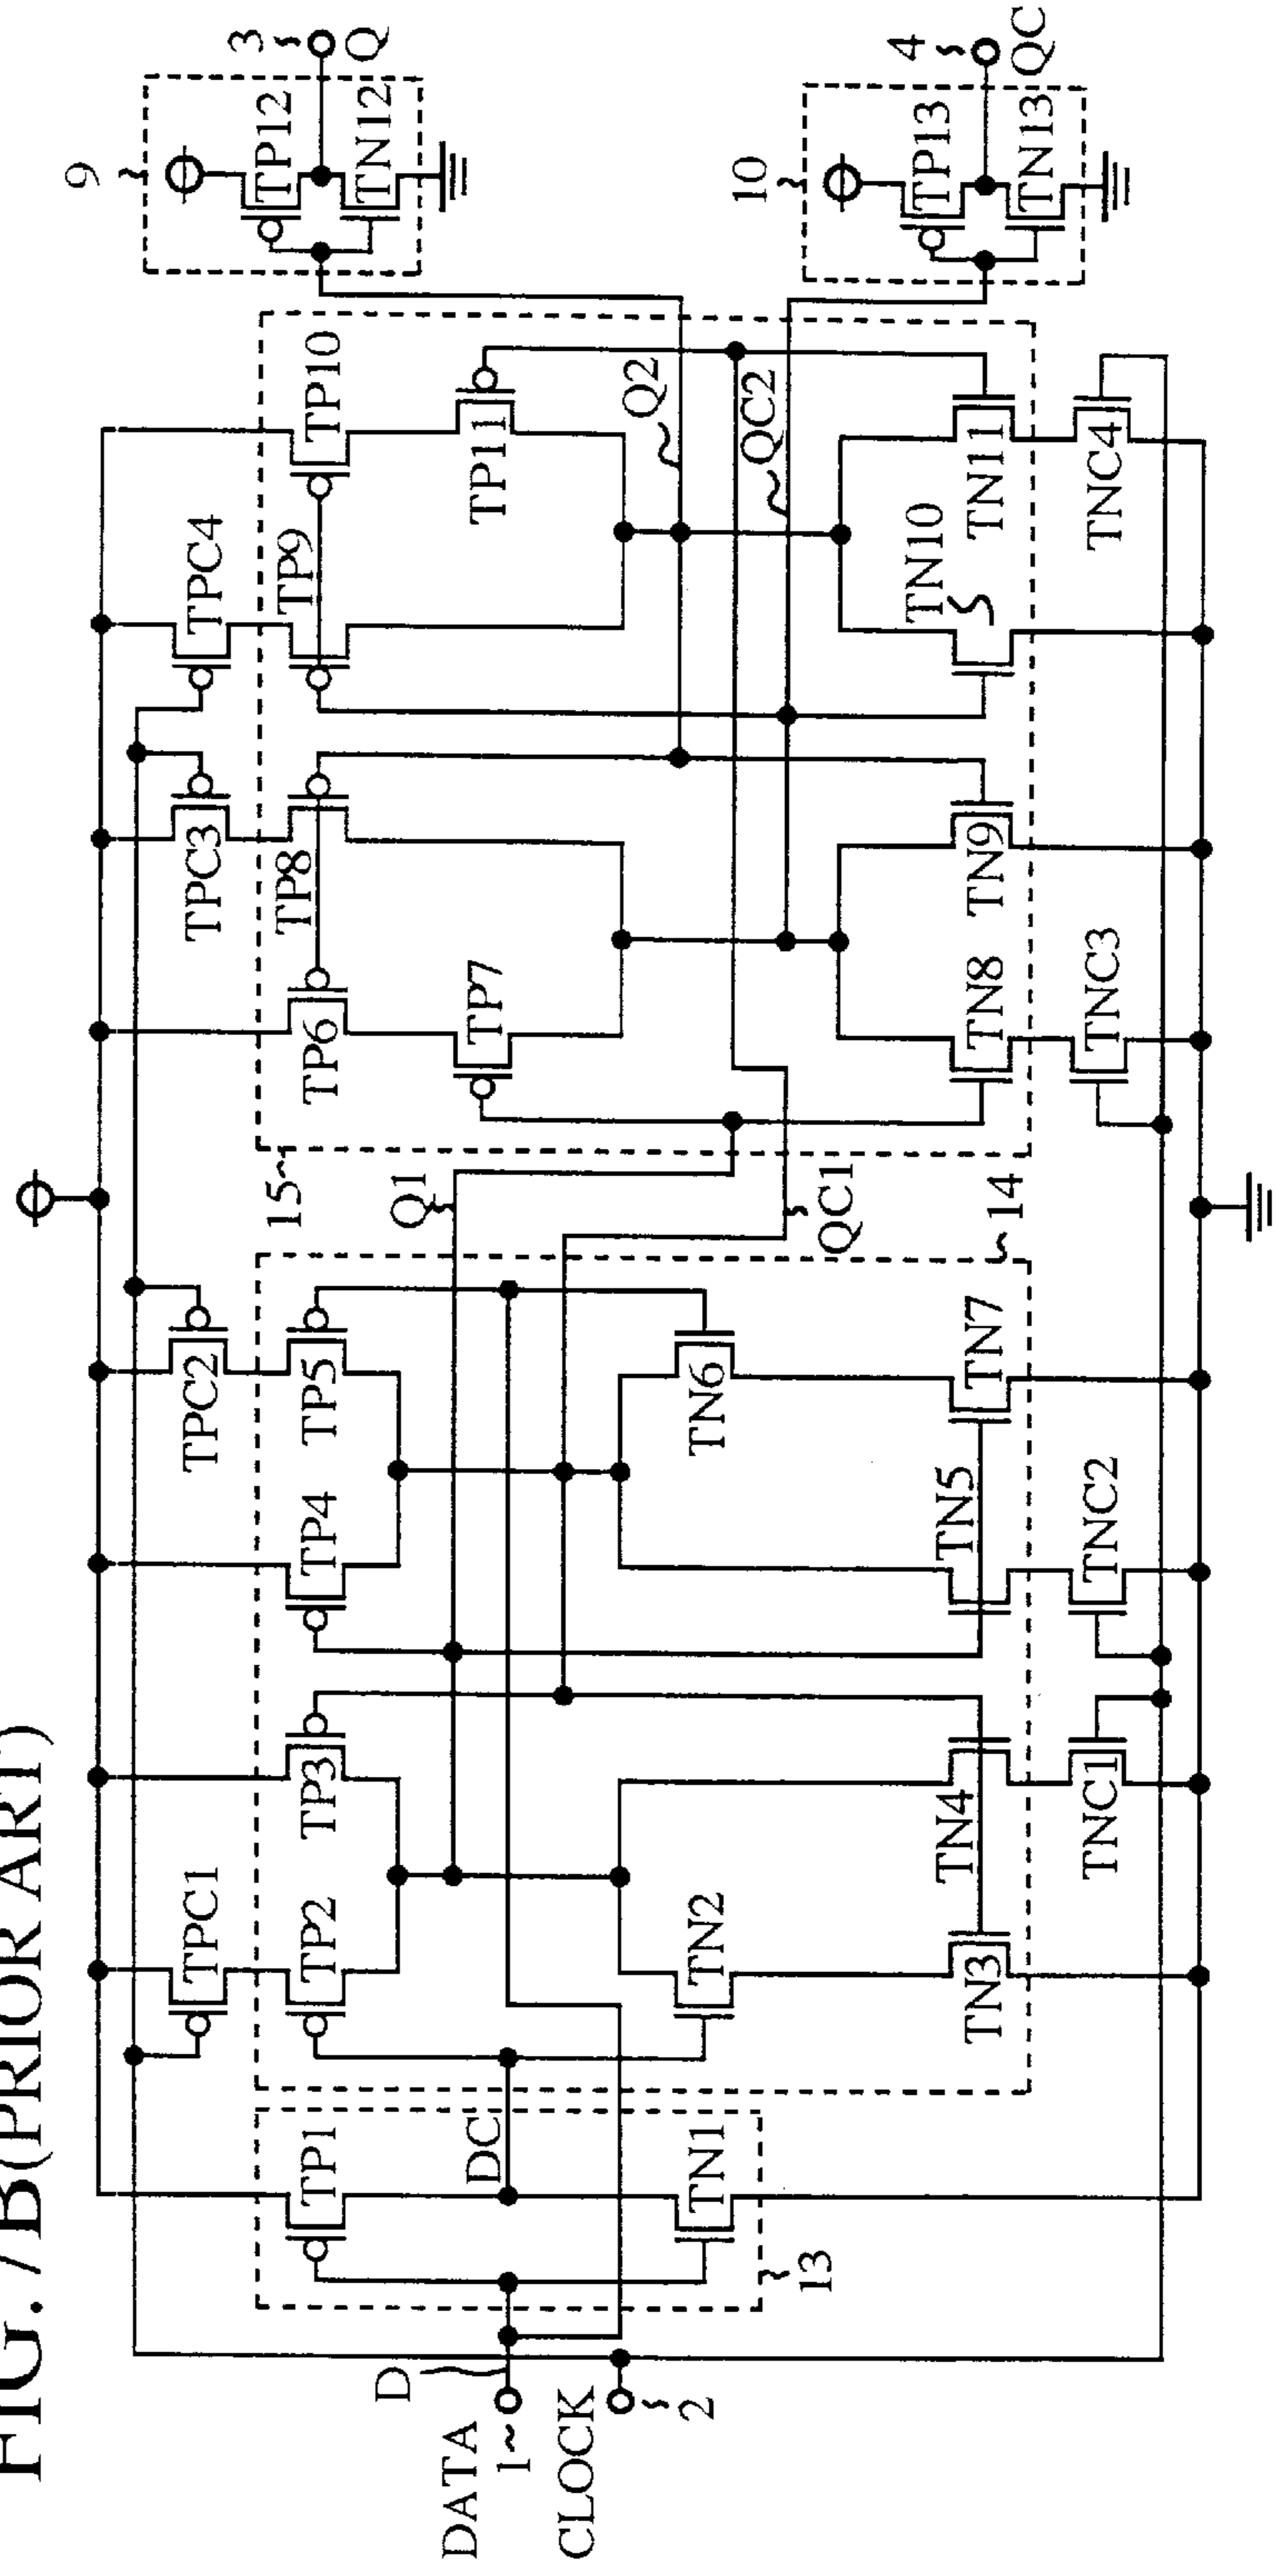 FIG. 7B(PRIOR ART)
9
3
Q
TP12
TN12
10
4
QC
TP13
TN13
TPC1
TPC2
TPC3
TPC4
15
TP1
TP2
TP3
TP4
TP5
TP6
TP8
TP9
TP10
TP7
TP11
Q1
Q2
D
DC
DATA
1
CLOCK
2
QC1
QC2
TN1
TN2
TN6
13
14
TN3
TN4
TN5
TN7
TN8
TN9
TN10
TN11
TNC1
TNC2
TNC3
TNC4